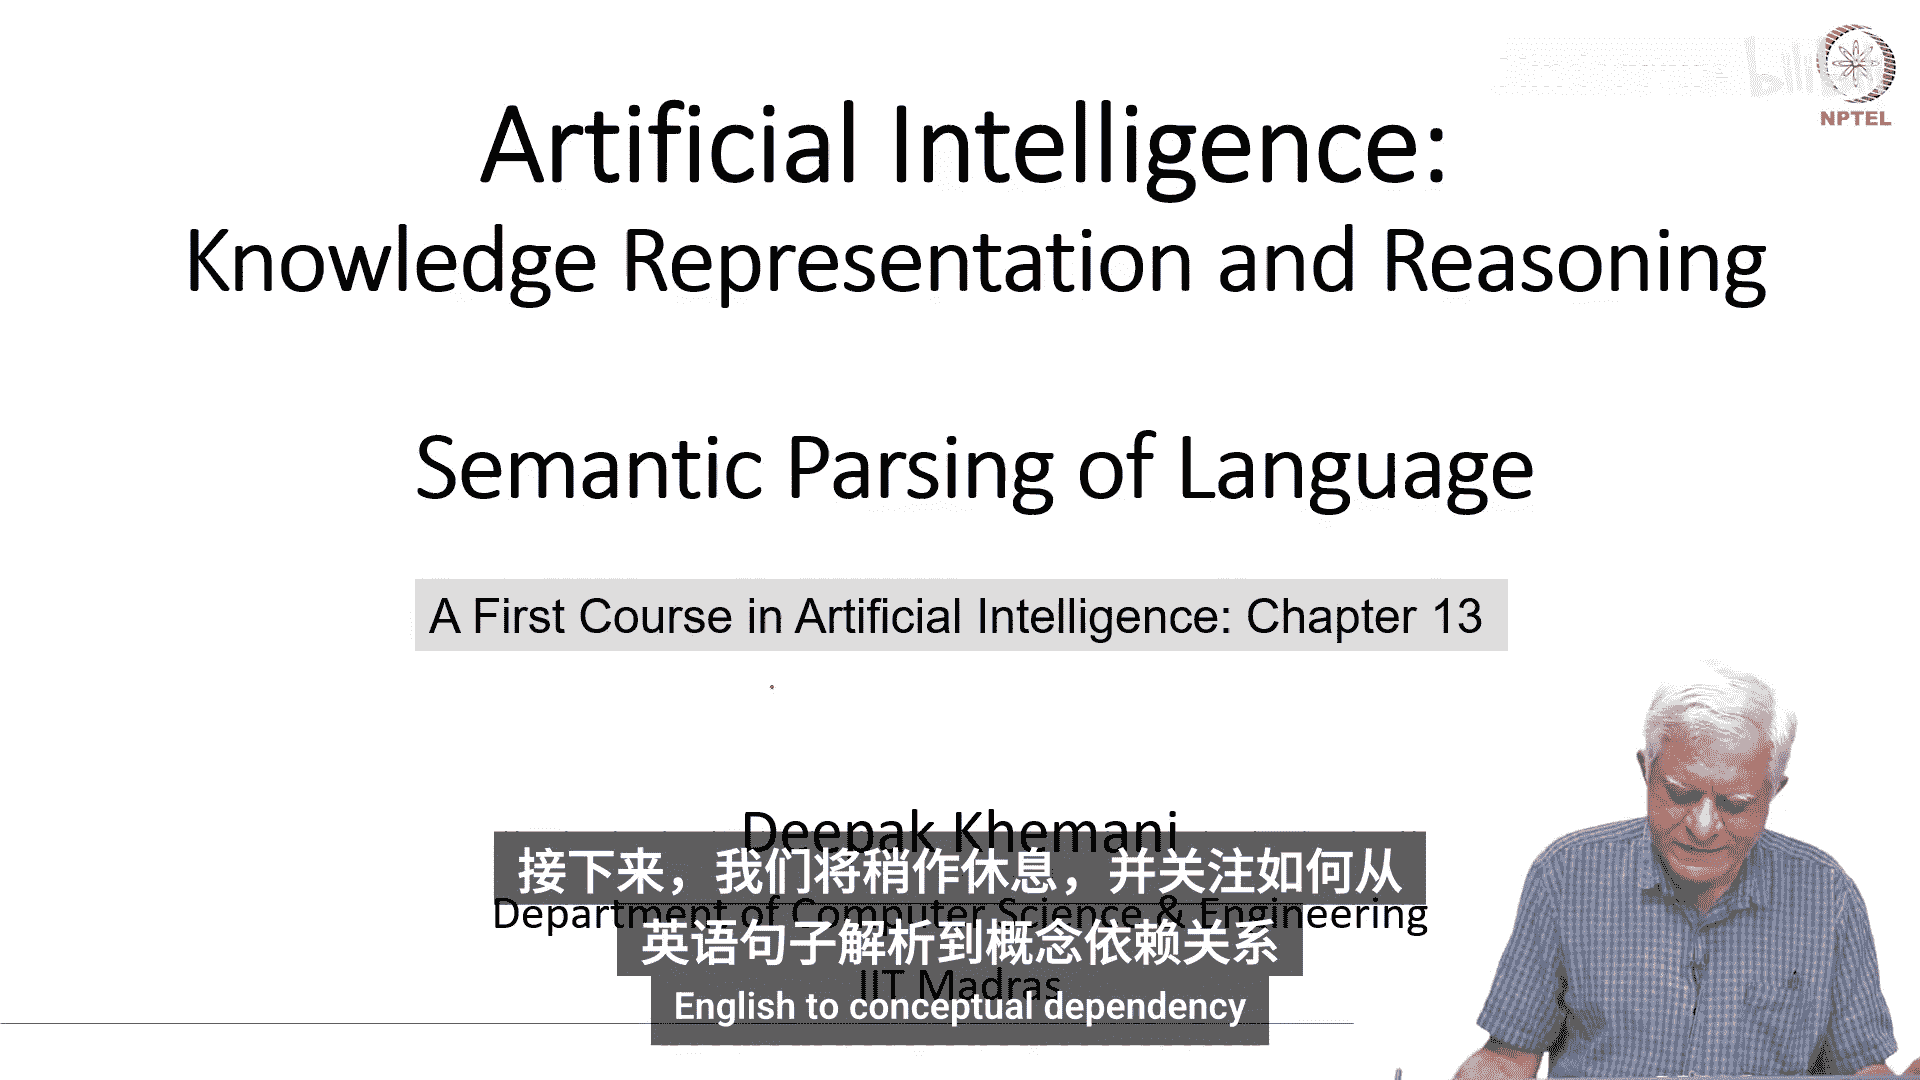 NPTEL
Artificial Intelligence:
Knowledge Representation and Reasoning
Semantic Parsing of Language
A First Course in Artificial Intelligence: Chapter 13
Deepak Khemani
接下来，我们将稍作休息，并关注如何从
Department of Computer Science & Engineering
英语句子解析到概念依赖关系
IIT Madras
English to conceptual dependency